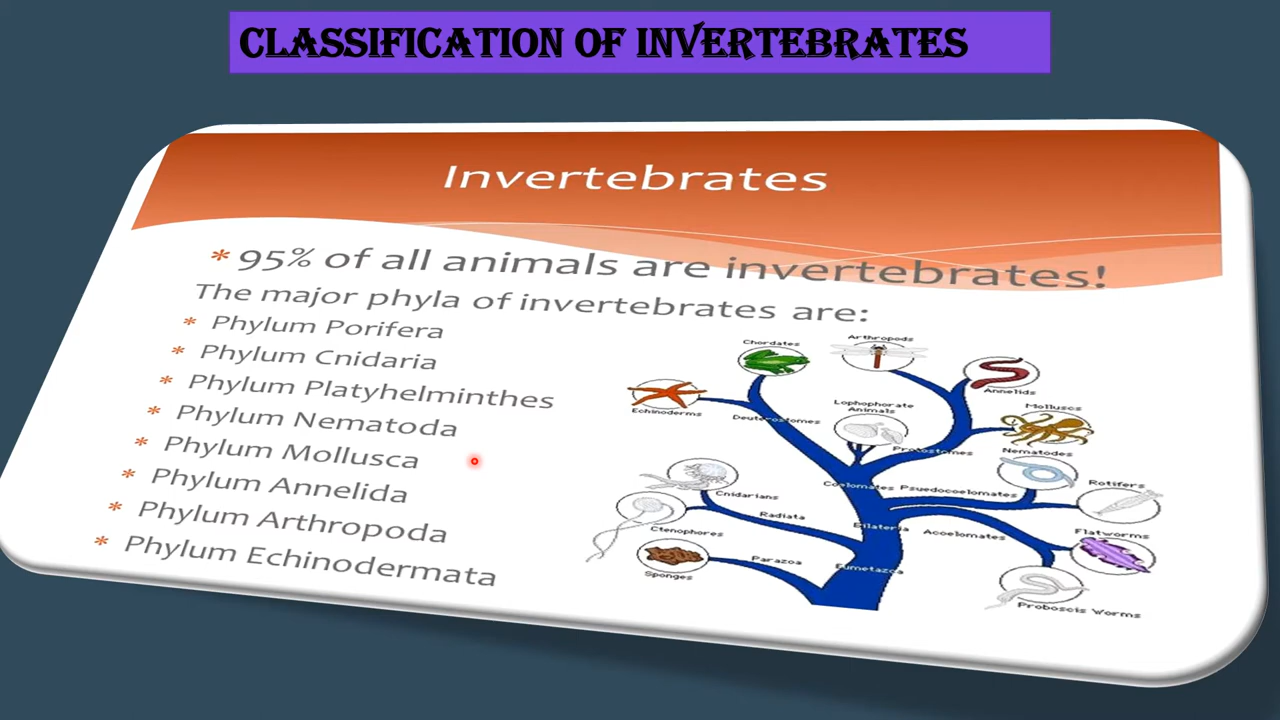 CLASSIFICATION OF INVERTEBRATES
Invertebrates
* 95% of all animals are invertebrates!
The major phyla of invertebrates are:
* Phylum Porifera
* Phylum Cnidaria
* Phylum Platyhelminthes
* Phylum Nematoda
* Phylum Mollusca
* Phylum Annelida
* Phylum Arthropoda
* Phylum Echinodermata
Chordates
Arthropods
Annelids
Echinoderms
Deuterostomes
Lophophorate
Animals
Molluscs
Protostomes
Nematodes
Cnidarians
Coelomates
Psuedocoelomates
Rotifers
Radiata
Ctenophores
Bilateria
Acoelomates
Flatworms
Sponges
Parazoa
Eumetazoa
Proboscis Worms